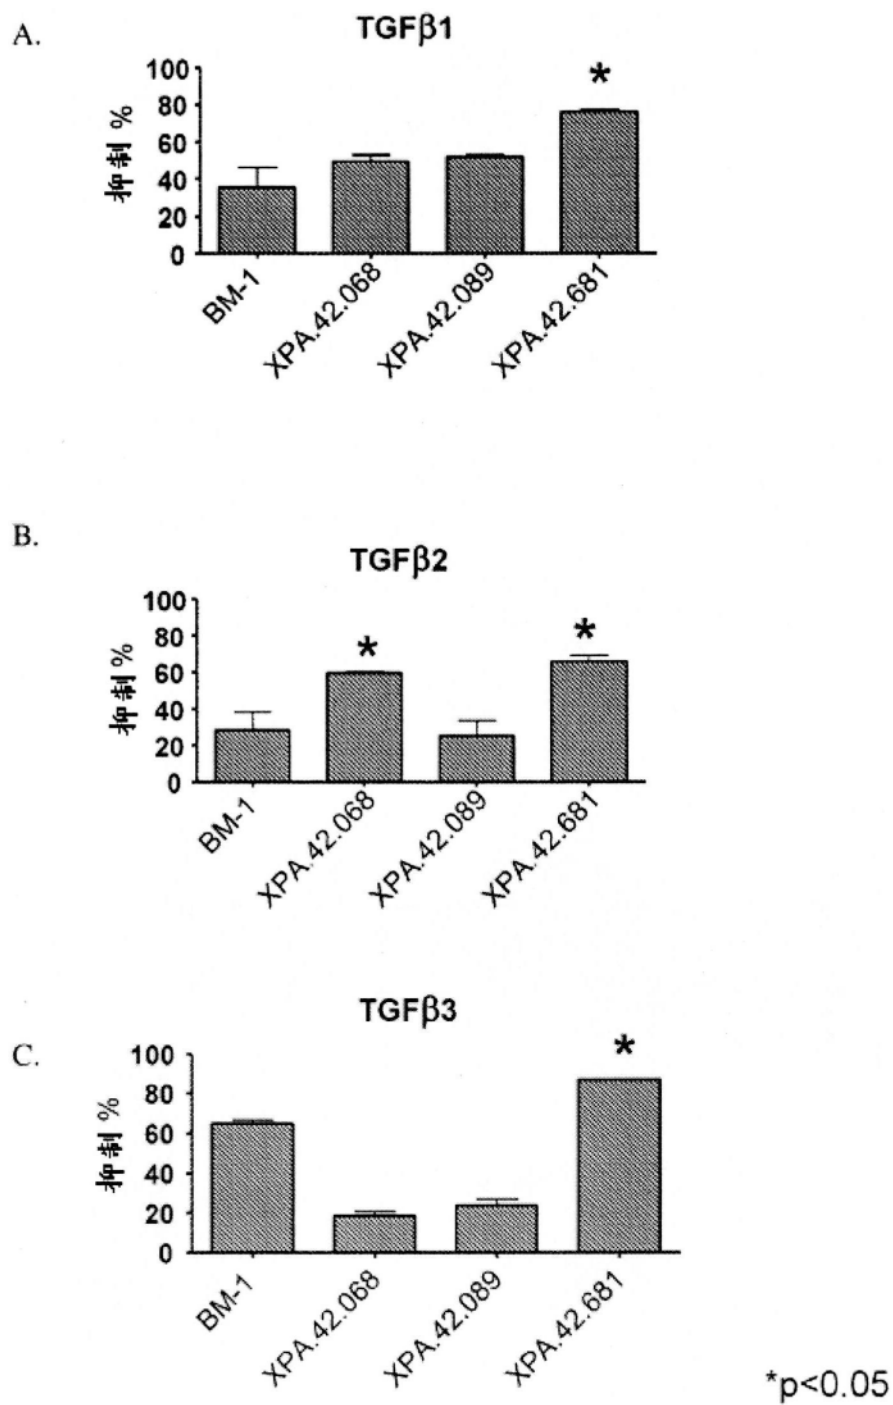 A.
TGFβ1
抑制 %
100
80
60
40
20
0
*
BM-1
XPA.42.068
XPA.42.089
XPA.42.681
B.
TGFβ2
抑制 %
100
80
60
40
20
0
*
*
BM-1
XPA.42.068
XPA.42.089
XPA.42.681
C.
TGFβ3
抑制 %
100
80
60
40
20
0
*
BM-1
XPA.42.068
XPA.42.089
XPA.42.681
*p<0.05